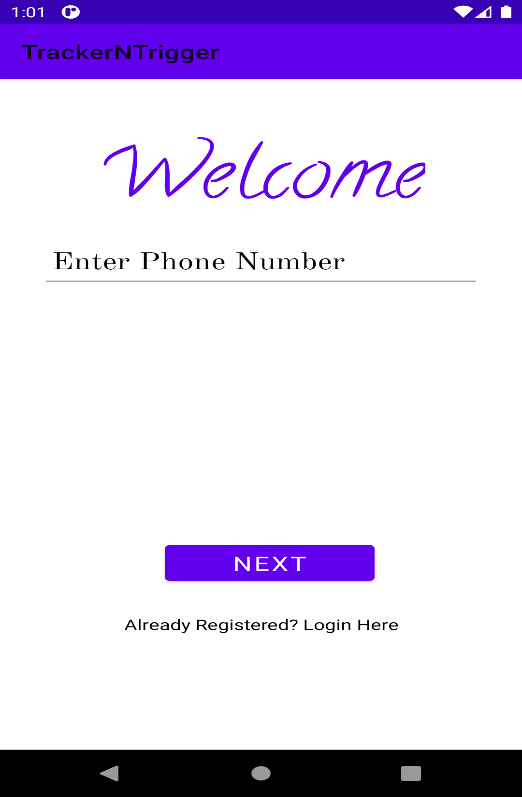 1:01
TrackerNTrigger
Welcome
Enter Phone Number
NEXT
Already Registered? Login Here